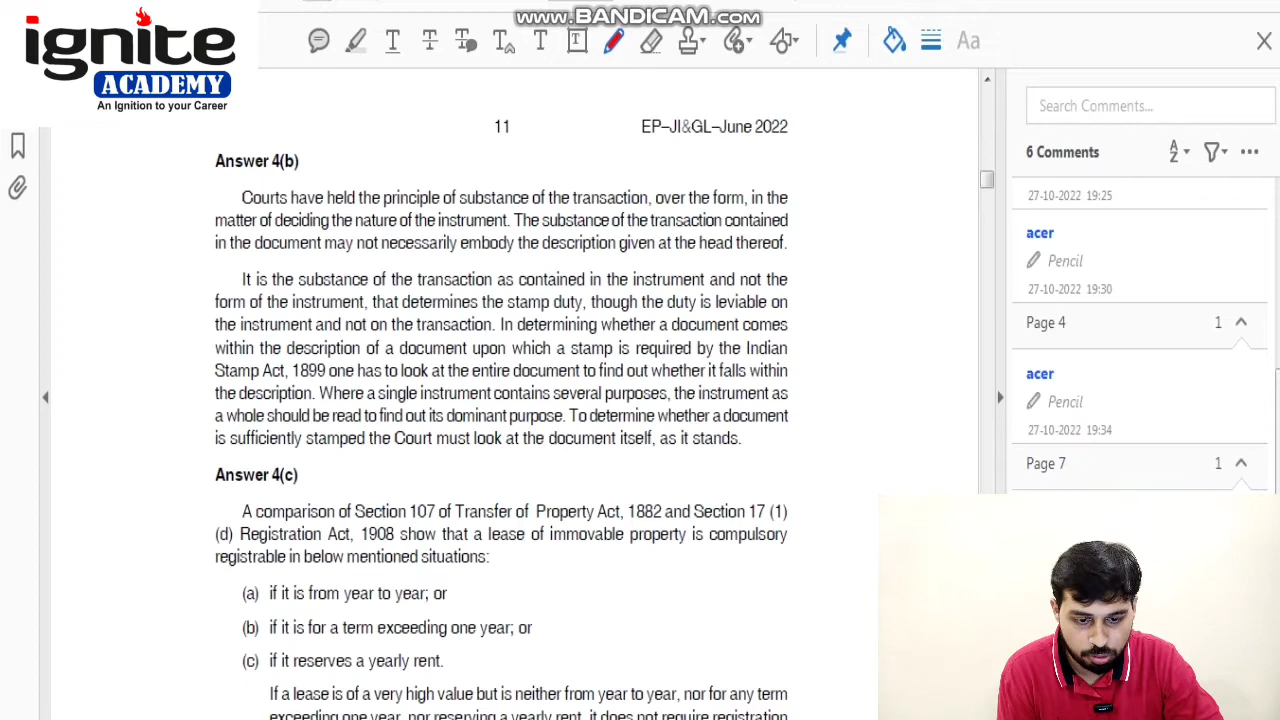 www.BANDICAM.com
ignite
ACADEMY
An Ignition to your Career
Aa
Search Comments...
11 EP–JI&GL–June 2022
6 Comments
Answer 4(b)
Courts have held the principle of substance of the transaction, over the form, in the
matter of deciding the nature of the instrument. The substance of the transaction contained
in the document may not necessarily embody the description given at the head thereof.
It is the substance of the transaction as contained in the instrument and not the
form of the instrument, that determines the stamp duty, though the duty is leviable on
the instrument and not on the transaction. In determining whether a document comes
within the description of a document upon which a stamp is required by the Indian
Stamp Act, 1899 one has to look at the entire document to find out whether it falls within
the description. Where a single instrument contains several purposes, the instrument as
a whole should be read to find out its dominant purpose. To determine whether a document
is sufficiently stamped the Court must look at the document itself, as it stands.
Answer 4(c)
A comparison of Section 107 of Transfer of Property Act, 1882 and Section 17 (1)
(d) Registration Act, 1908 show that a lease of immovable property is compulsory
registrable in below mentioned situations:
(a) if it is from year to year; or
(b) if it is for a term exceeding one year; or
(c) if it reserves a yearly rent.
If a lease is of a very high value but is neither from year to year, nor for any term
exceeding one year, nor reserving a yearly rent, it does not require registration
27-10-2022 19:25
acer
Pencil
27-10-2022 19:30
Page 4 1
acer
Pencil
27-10-2022 19:34
Page 7 1